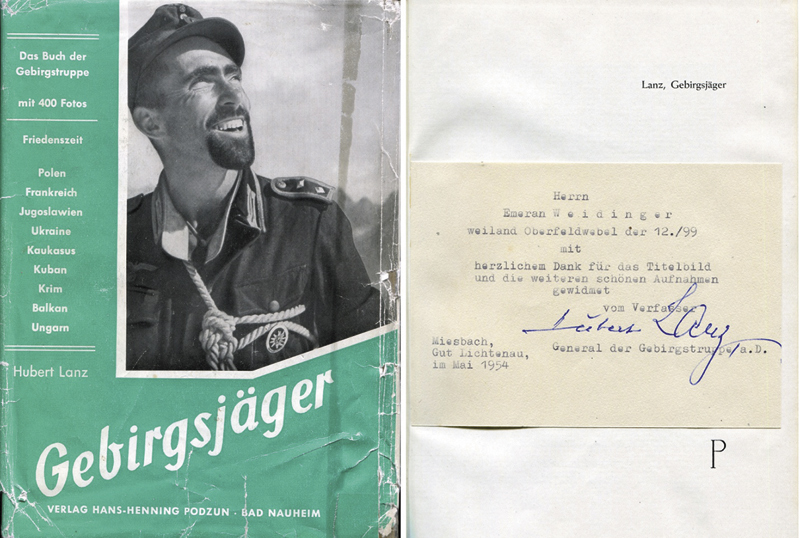 Das Buch der
Gebirgstruppe
mit 400 Fotos
Friedenszeit
Polen
Frankreich
Jugoslawien
Ukraine
Kaukasus
Kuban
Krim
Balkan
Ungarn
Hubert Lanz
Gebirgsjäger
VERLAG HANS-HENNING PODZUN · BAD NAUHEIM
Lanz, Gebirgsjäger
Herrn
Emeran Weidinger
weiland Oberfeldwebel der 12./99
mit
herzlichem Dank für das Titelbild
und die weiteren schönen Aufnahmen
gewidmet
vom Verfasser
Hubert Lanz
General der Gebirgstruppe a.D.
Miesbach,
Gut Lichtenau,
im Mai 1954
P